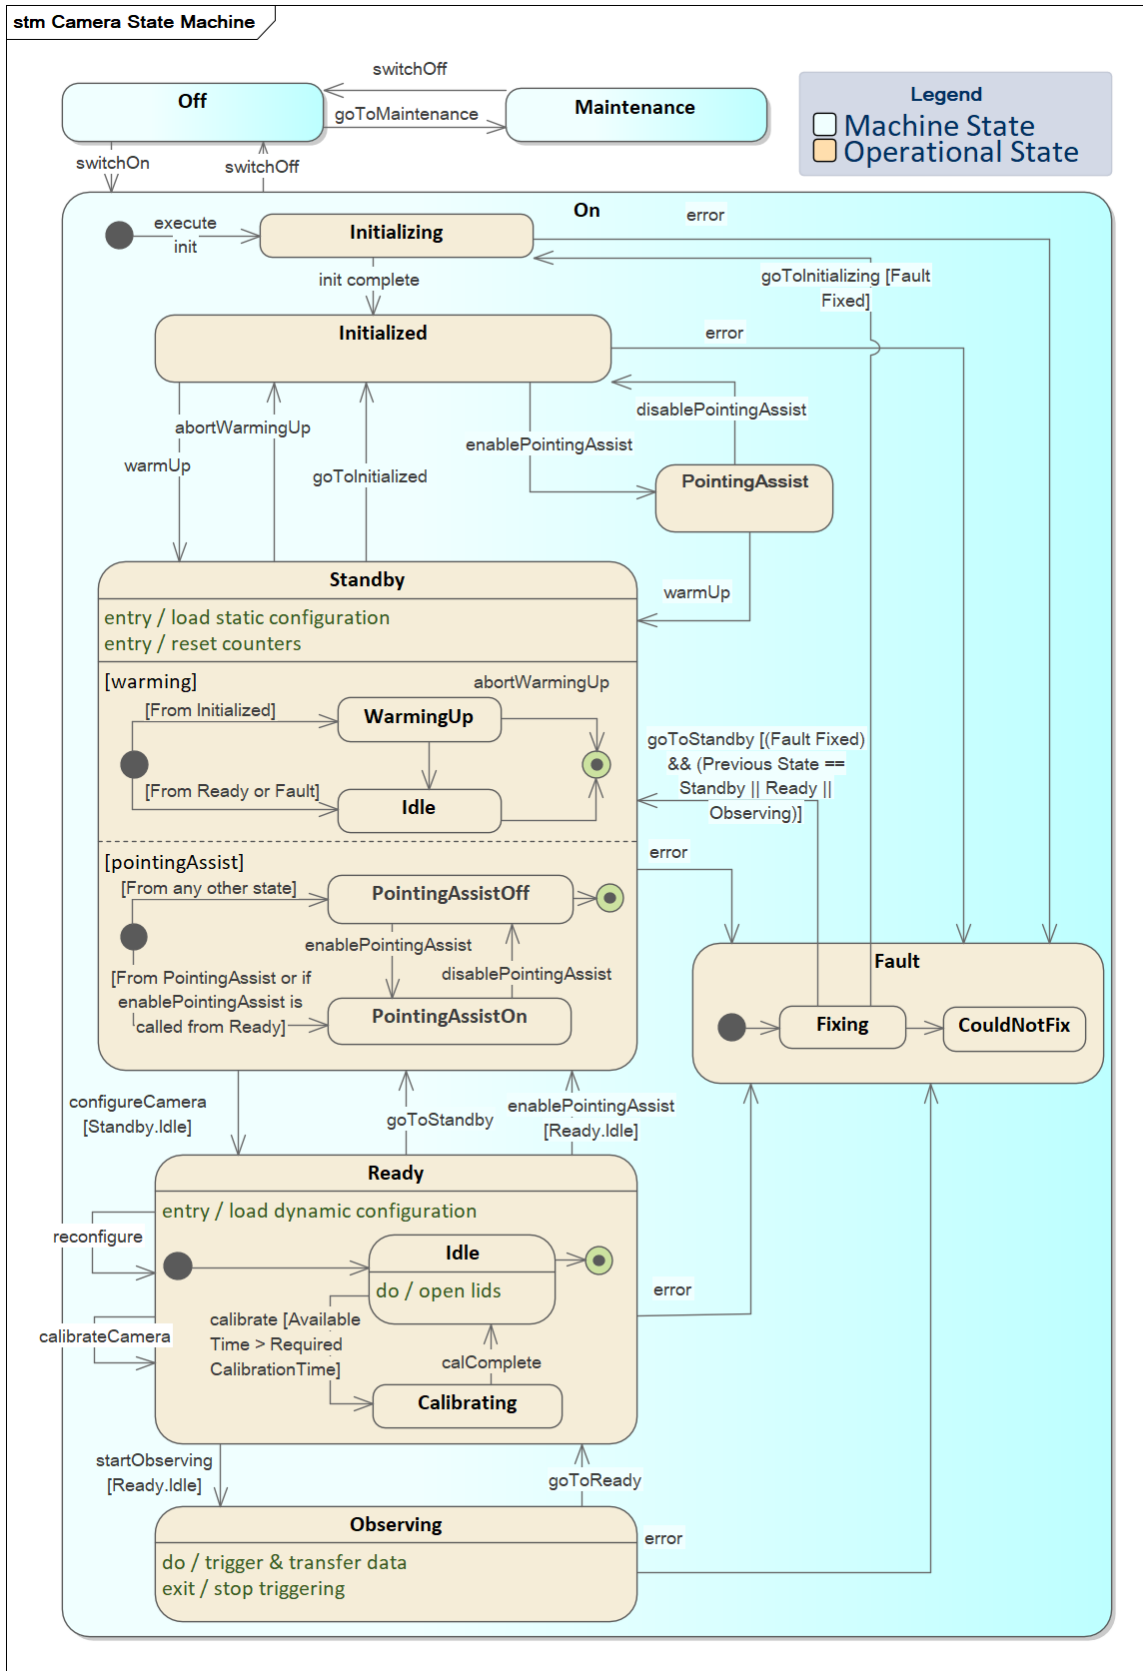 stm Camera State Machine
switchOff
Off
Maintenance
goToMaintenance
Legend
Machine State
Operational State
switchOn
switchOff
On
error
execute
init
Initializing
init complete
goToInitializing [Fault
Fixed]
Initialized
error
disablePointingAssist
abortWarmingUp
enablePointingAssist
warmUp
goToInitialized
PointingAssist
Standby
warmUp
entry / load static configuration
entry / reset counters
[warming]
abortWarmingUp
[From Initialized]
WarmingUp
goToStandby [(Fault Fixed)
&& (Previous State ==
Standby || Ready ||
Observing)]
[From Ready or Fault]
Idle
error
[pointingAssist]
[From any other state]
PointingAssistOff
enablePointingAssist
disablePointingAssist
[From PointingAssist or if
enablePointingAssist is
called from Ready]
PointingAssistOn
Fault
Fixing
CouldNotFix
configureCamera
[Standby.Idle]
goToStandby
enablePointingAssist
[Ready.Idle]
Ready
entry / load dynamic configuration
reconfigure
Idle
do / open lids
error
calibrate [Available
Time > Required
CalibrationTime]
calibrateCamera
calComplete
Calibrating
startObserving
[Ready.Idle]
goToReady
Observing
error
do / trigger & transfer data
exit / stop triggering